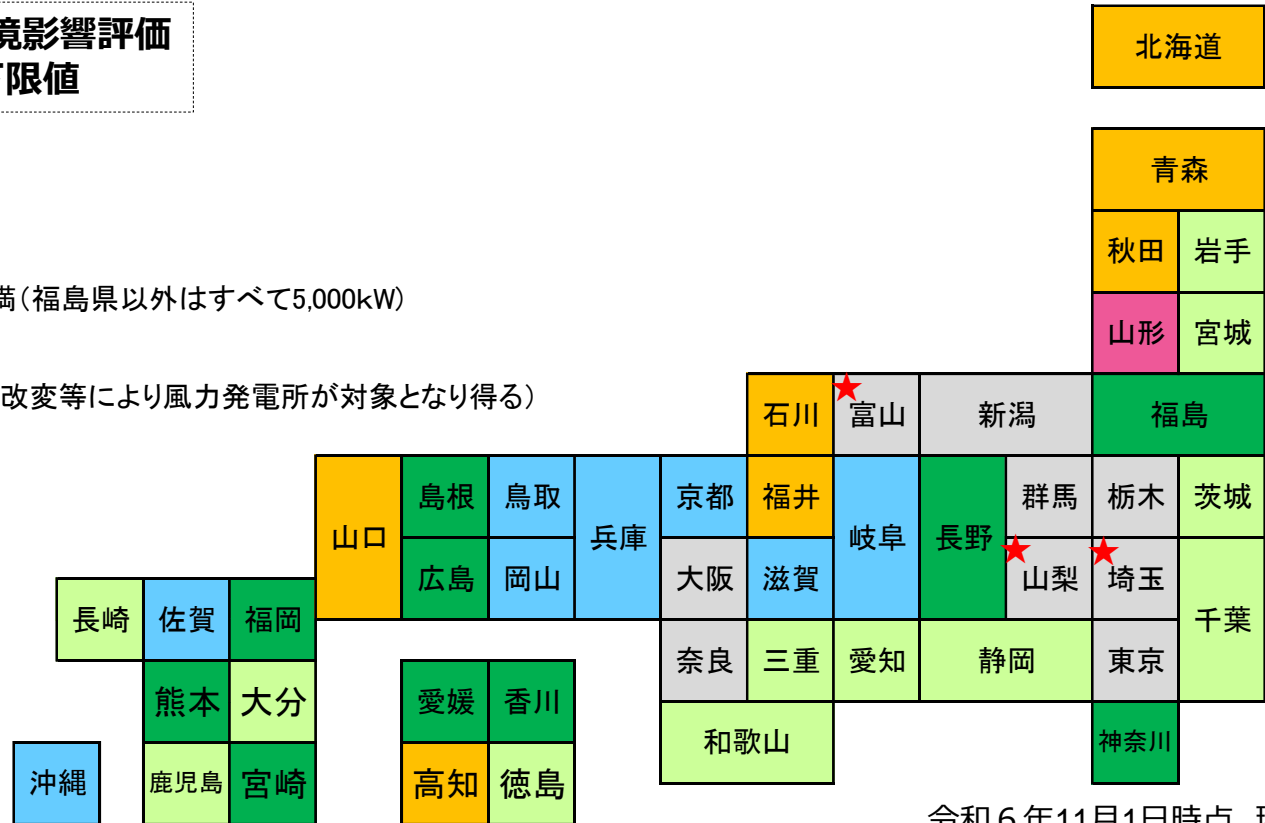 境影響評価
下限値
北海道
青森
秋田 岩手
満（福島県以外はすべて5,000kW）
山形 宮城
改変等により風力発電所が対象となり得る）
石川 富山 新潟 福島
島根 鳥取 京都 福井 群馬 栃木 茨城
山口 兵庫 岐阜 長野
広島 岡山 大阪 滋賀 山梨 埼玉
長崎 佐賀 福岡 千葉
奈良 三重 愛知 静岡 東京
熊本 大分 愛媛 香川
和歌山 神奈川
沖縄 鹿児島 宮崎 高知 徳島
令和６年11月1日時点